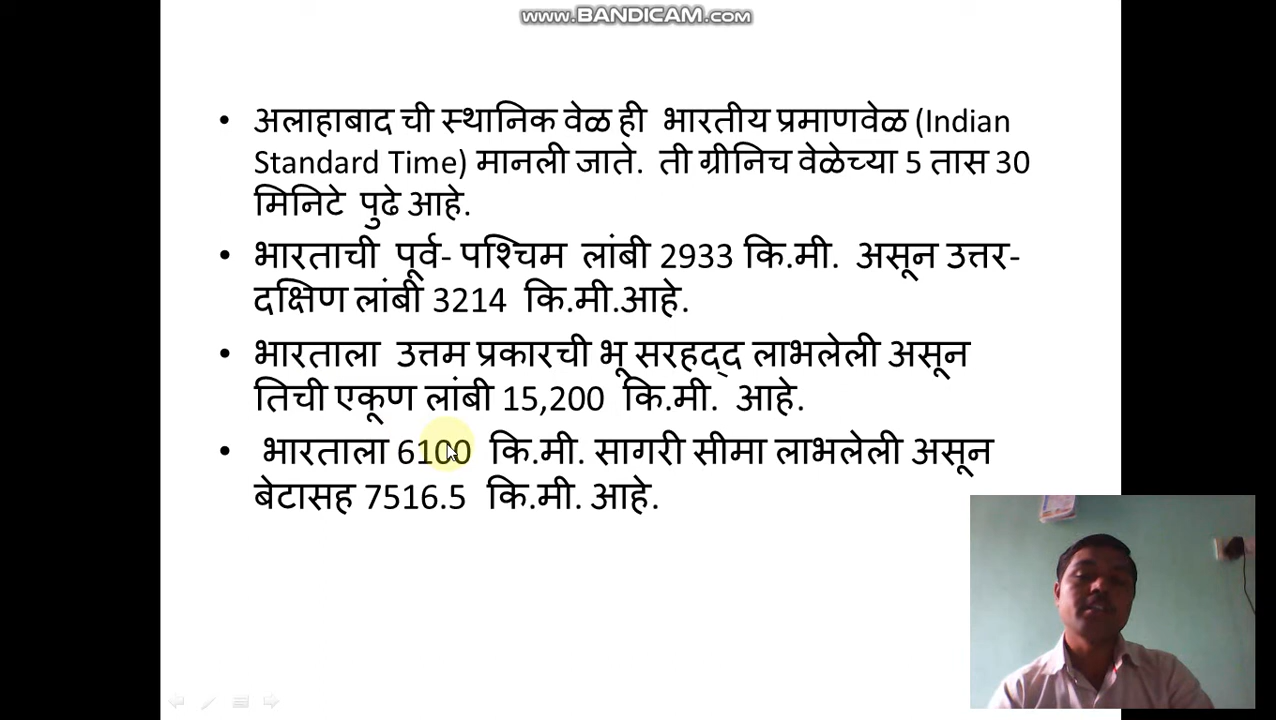 www.BANDICAM.com
• अलाहाबाद ची स्थानिक वेळ ही भारतीय प्रमाणवेळ (Indian
Standard Time) मानली जाते. ती ग्रीनिच वेळेच्या 5 तास 30
मिनिटे पुढे आहे.
• भारताची पूर्व- पश्चिम लांबी 2933 कि.मी. असून उत्तर-
दक्षिण लांबी 3214 कि.मी.आहे.
• भारताला उत्तम प्रकारची भू सरहद्द लाभलेली असून
तिची एकूण लांबी 15,200 कि.मी. आहे.
• भारताला 6100 कि.मी. सागरी सीमा लाभलेली असून
बेटासह 7516.5 कि.मी. आहे.